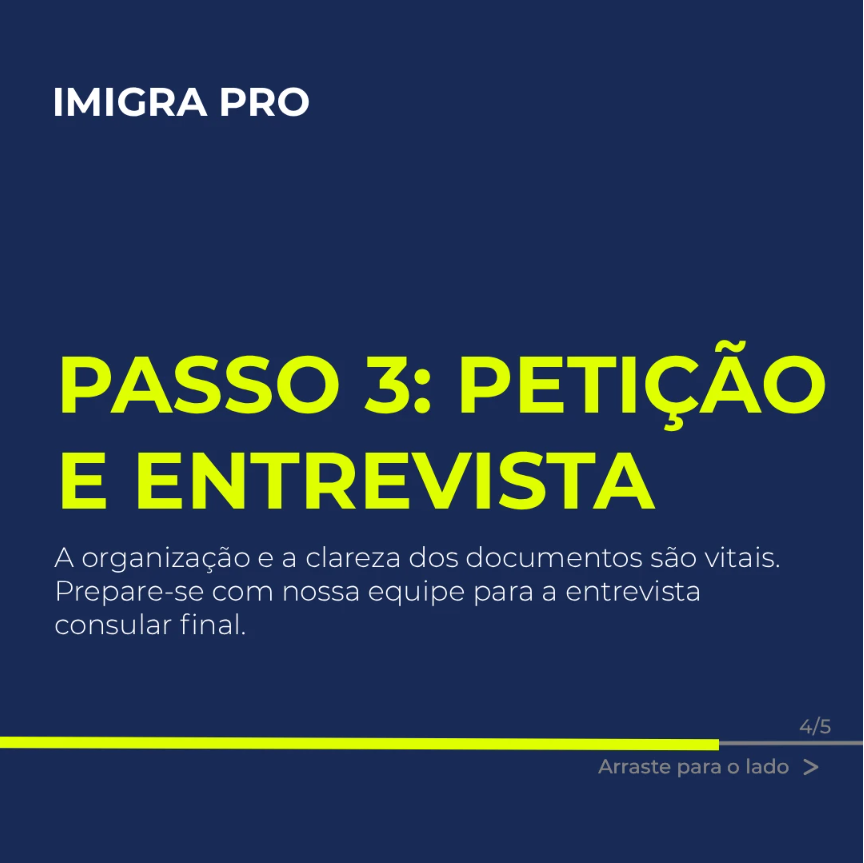 IMIGRA PRO
PASSO 3: PETIÇÃO
E ENTREVISTA
A organização e a clareza dos documentos são vitais.
Prepare-se com nossa equipe para a entrevista
consular final.
4/5
Arraste para o lado >